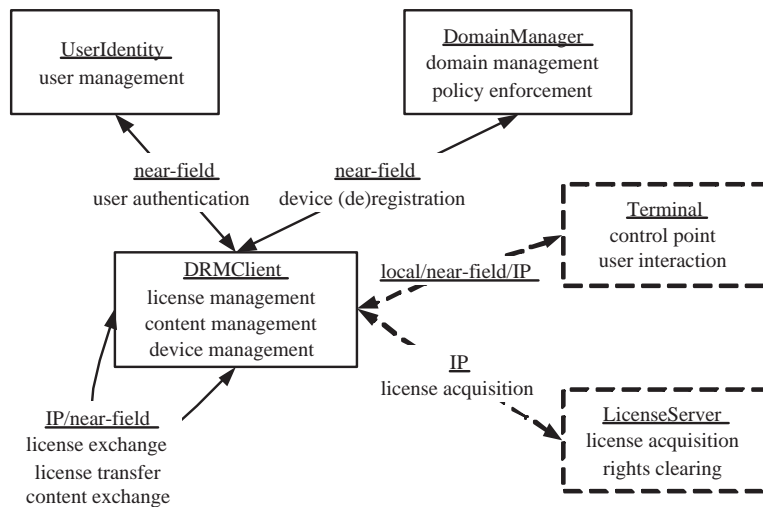 UserIdentity
user management
DomainManager
domain management
policy enforcement
near-field
user authentication
near-field
device (de)registration
Terminal
control point
user interaction
DRMClient
license management
content management
device management
local/near-field/IP
IP
license acquisition
IP/near-field
license exchange
license transfer
content exchange
LicenseServer
license acquisition
rights clearing